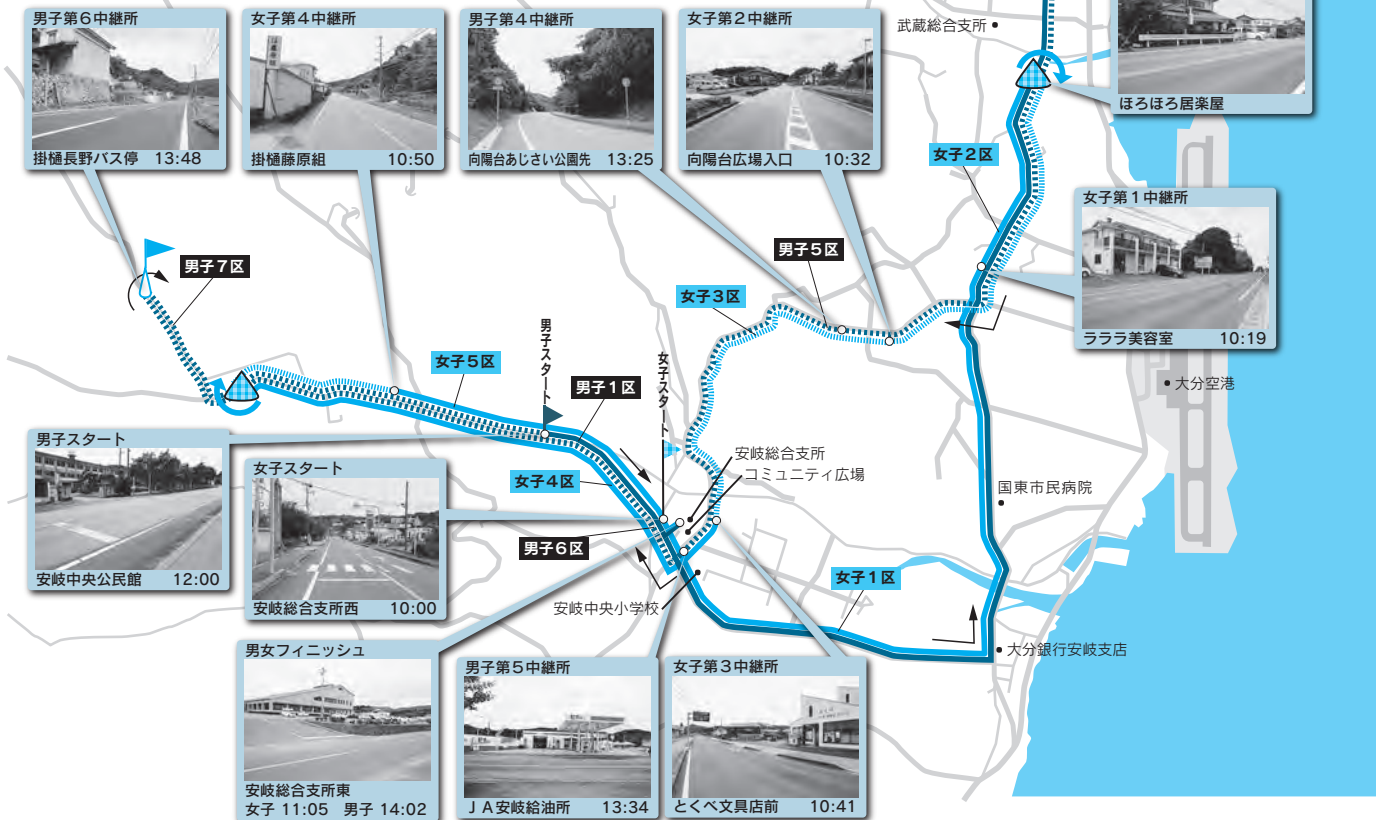 男子第6中継所
掛樋長野バス停 13:48
女子第4中継所
掛樋藤原組 10:50
男子第4中継所
向陽台あじさい公園先 13:25
女子第2中継所
向陽台広場入口 10:32
武蔵総合支所
ほろほろ居楽屋
女子2区
女子第1中継所
ラララ美容室 10:19
男子7区
男子5区
女子3区
女子5区
男子スタート
男子1区
女子スタート
大分空港
男子スタート
安岐中央公民館 12:00
女子スタート
安岐総合支所西 10:00
女子4区
安岐総合支所
コミュニティ広場
国東市民病院
男子6区
女子1区
安岐中央小学校
大分銀行安岐支店
男女フィニッシュ
安岐総合支所東
女子 11:05 男子 14:02
男子第5中継所
JA安岐給油所 13:34
女子第3中継所
とくべ文具店前 10:41